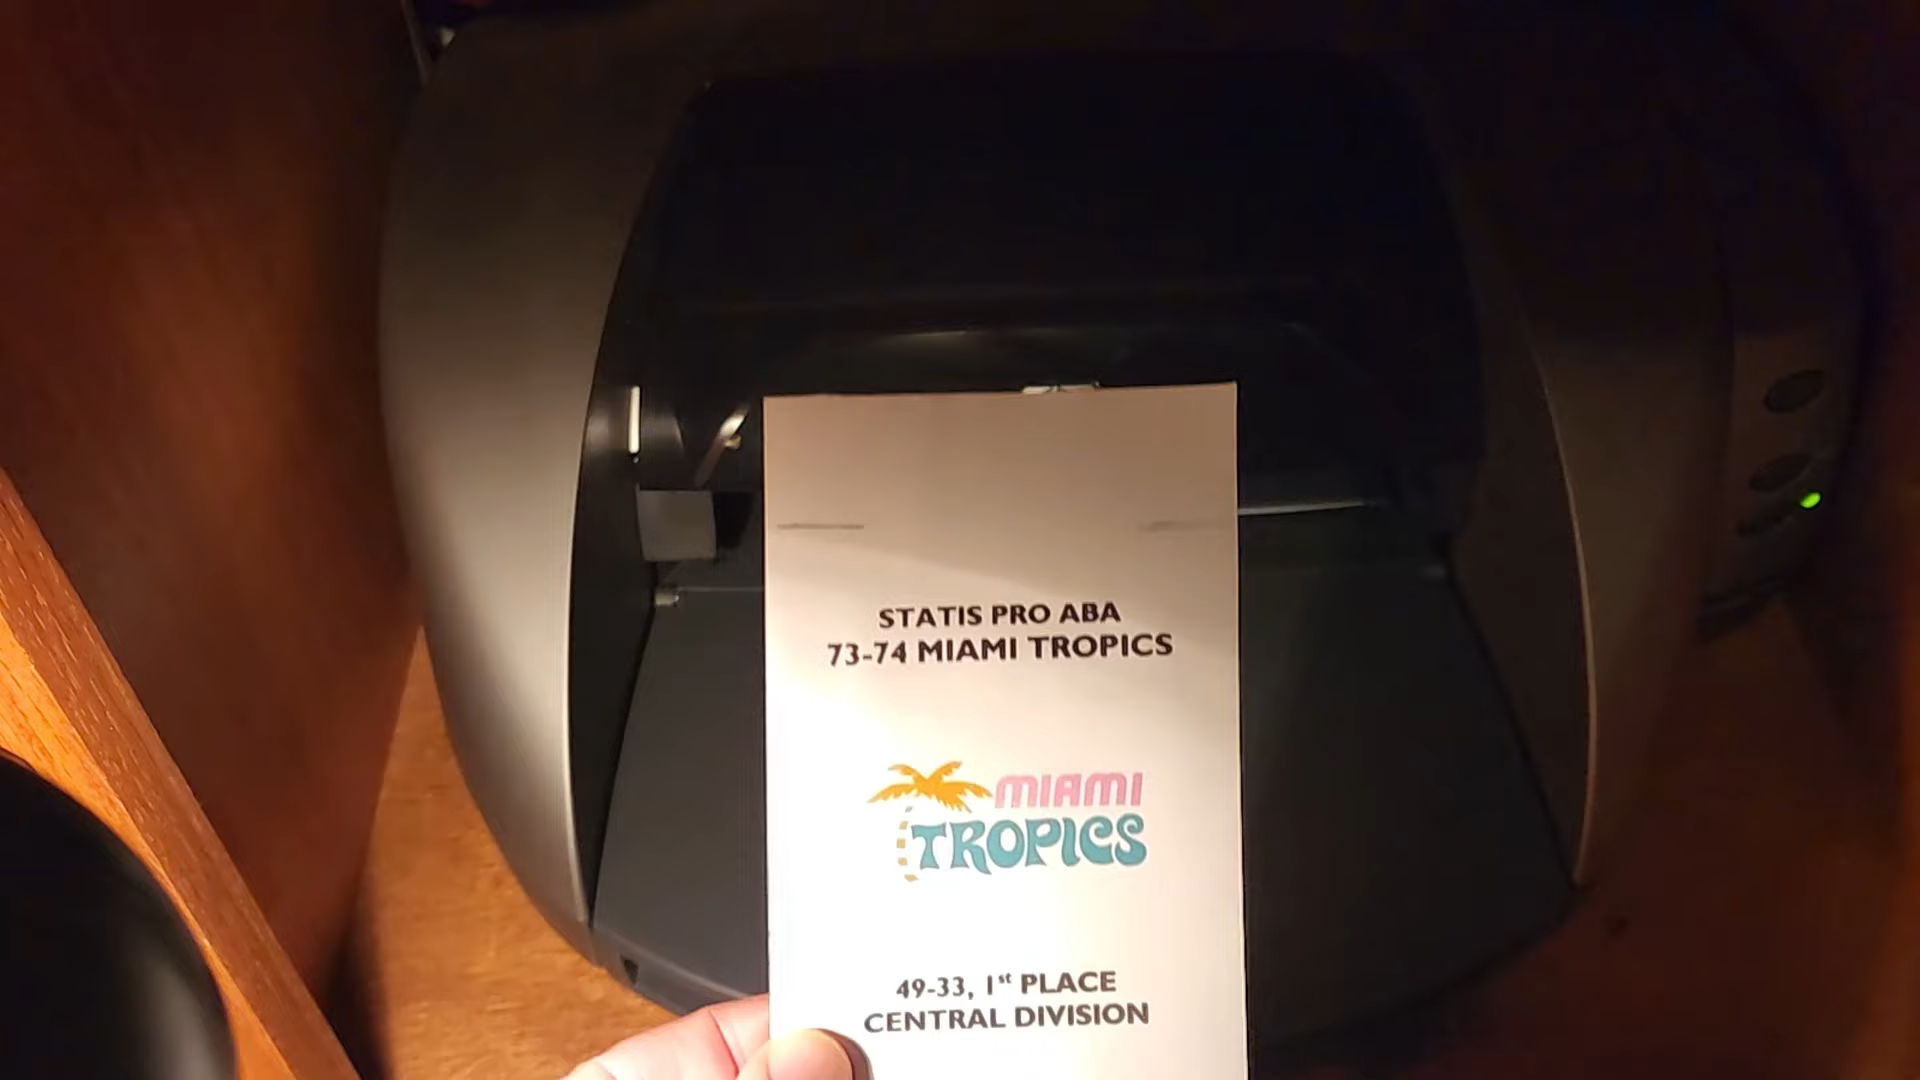 STATIS PRO ABA
73-74 MIAMI TROPICS
MIAMI
TROPICS
49-33, 1st PLACE
CENTRAL DIVISION